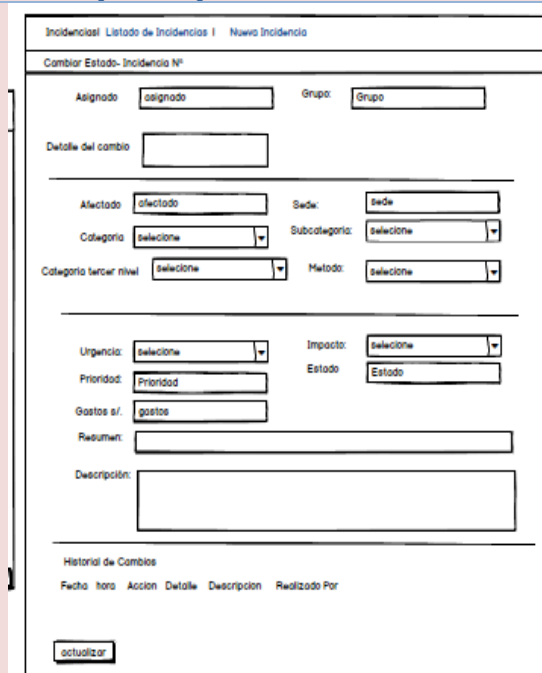 Incidencias| Listado de Incidencias | Nueva Incidencia
Cambiar Estado- Incidencia Nº
Asignado asignado Grupo: Grupo
Detalle del cambio
Afectado afectado Sede: sede
Categoria selecione Subcategoria: selecione
Categoria tercer nivel selecione Metodo: selecione
Urgencia: selecione Impacto: selecione
Prioridad: Prioridad Estado Estado
Gastos s/. gastos
Resumen:
Descripción:
Historial de Cambios
Fecha hora Accion Detalle Descripcion Realizado Por
actualizar